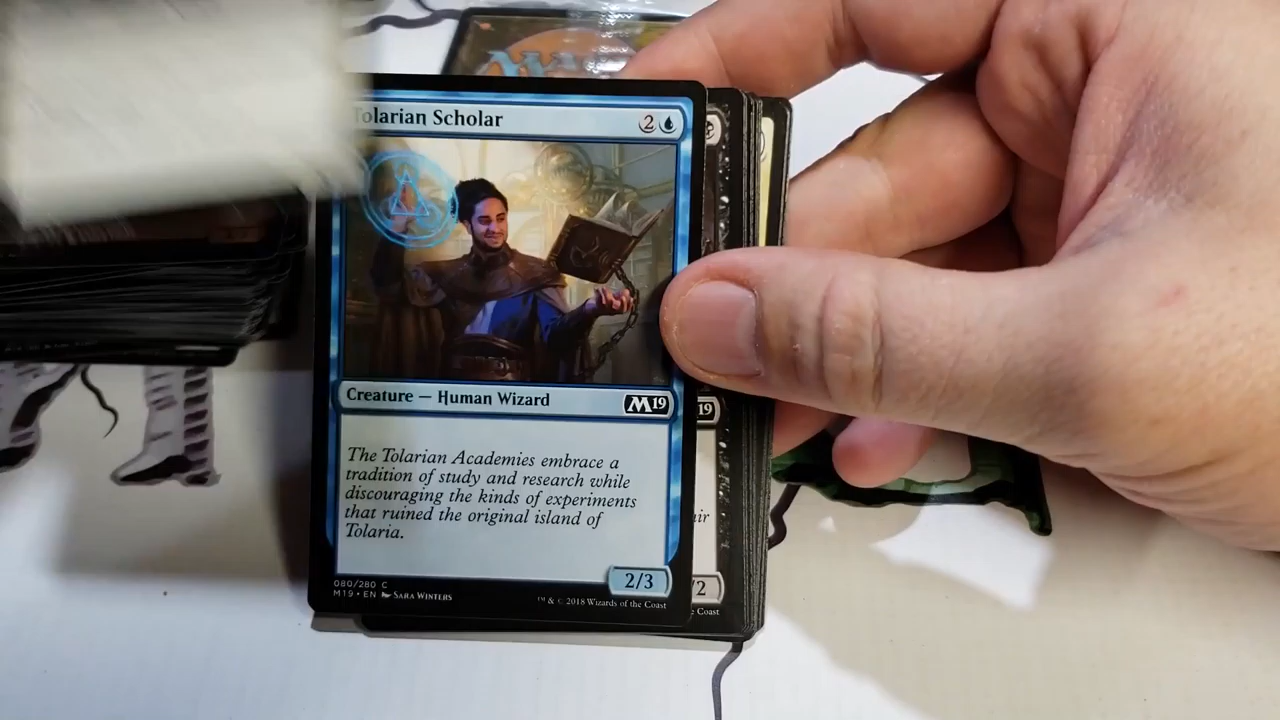 Tolarian Scholar 2
Creature — Human Wizard M19
The Tolarian Academies embrace a
tradition of study and research while
discouraging the kinds of experiments
that ruined the original island of
Tolaria.
2/3
080/280 C
M19 • EN Sara Winters
™ & © 2018 Wizards of the Coast
19
/2
e Coast